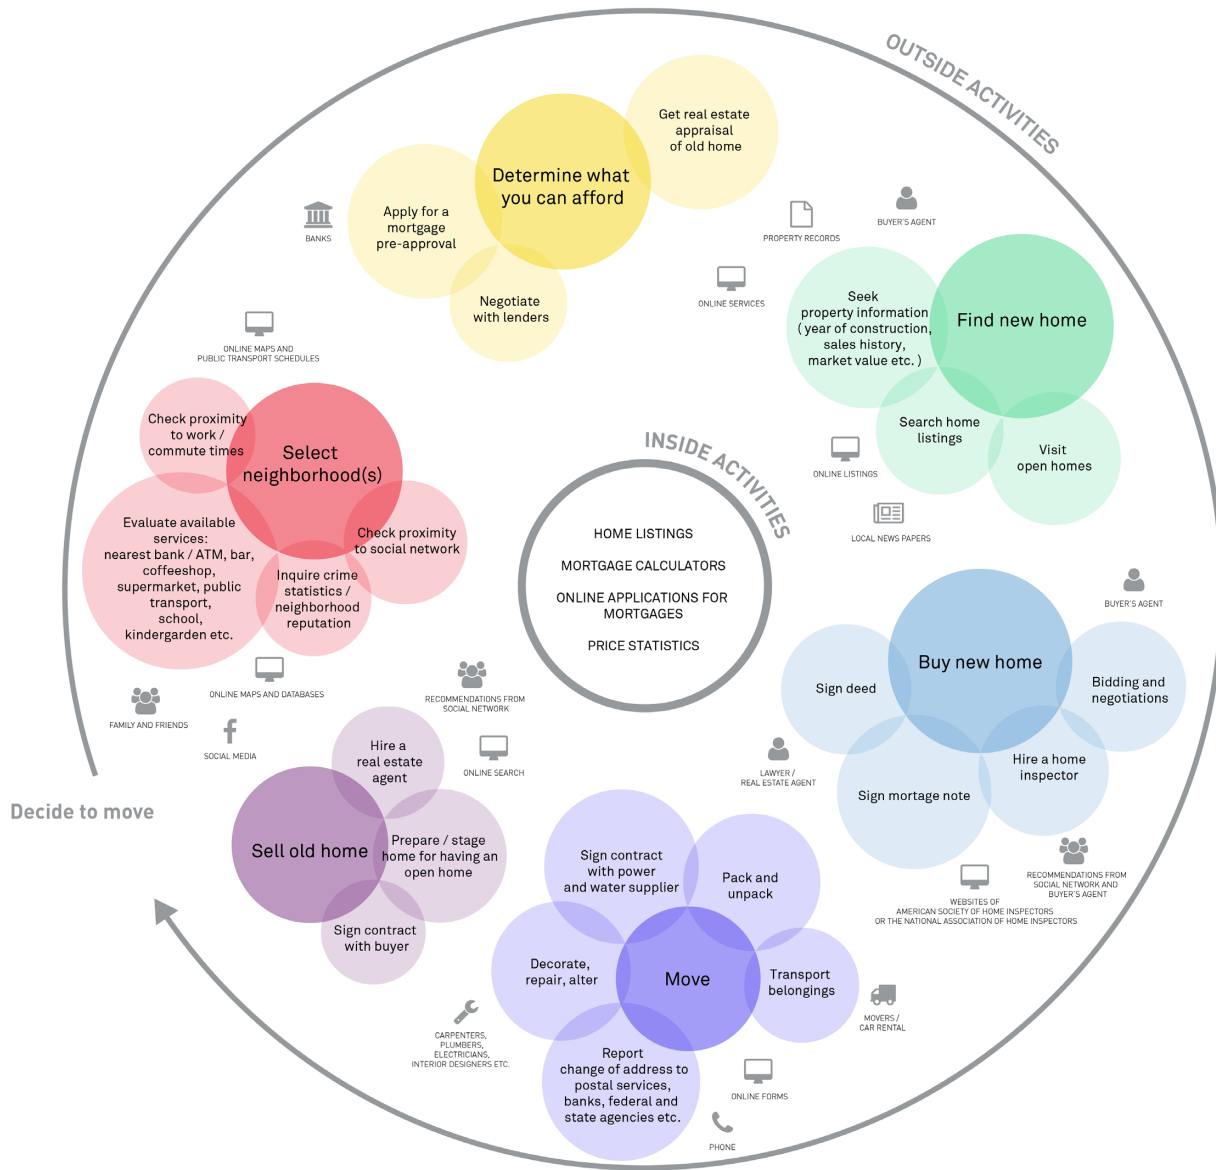 OUTSIDE ACTIVITIES
Get real estate
appraisal
of old home
Determine what
you can afford
Apply for a
mortgage
pre-approval
Negotiate
with lenders
BANKS
PROPERTY RECORDS
BUYER'S AGENT
ONLINE SERVICES
Seek
property information
( year of construction,
sales history,
market value etc. )
Find new home
Search home
listings
Visit
open homes
ONLINE LISTINGS
LOCAL NEWS PAPERS
ONLINE MAPS AND
PUBLIC TRANSPORT SCHEDULES
Check proximity
to work /
commute times
Select
neighborhood(s)
Evaluate available
services:
nearest bank / ATM, bar,
coffeeshop,
supermarket, public
transport,
school,
kindergarden etc.
Check proximity
to social network
Inquire crime
statistics /
neighborhood
reputation
ONLINE MAPS AND DATABASES
FAMILY AND FRIENDS
SOCIAL MEDIA
INSIDE ACTIVITIES
HOME LISTINGS
MORTGAGE CALCULATORS
ONLINE APPLICATIONS FOR
MORTGAGES
PRICE STATISTICS
BUYER'S AGENT
Buy new home
Sign deed
Bidding and
negotiations
Hire a home
inspector
Sign mortage note
LAWYER /
REAL ESTATE AGENT
RECOMMENDATIONS FROM
SOCIAL NETWORK AND
BUYER'S AGENT
WEBSITES OF
AMERICAN SOCIETY OF HOME INSPECTORS
OR THE NATIONAL ASSOCIATION OF HOME INSPECTORS
RECOMMENDATIONS FROM
SOCIAL NETWORK
ONLINE SEARCH
Hire a
real estate
agent
Sell old home
Prepare / stage
home for having an
open home
Sign contract
with buyer
Decide to move
Sign contract
with power
and water supplier
Pack and
unpack
Decorate,
repair, alter
Move
Transport
belongings
Report
change of address to
postal services,
banks, federal and
state agencies etc.
MOVERS /
CAR RENTAL
CARPENTERS,
PLUMBERS,
ELECTRICIANS,
INTERIOR DESIGNERS ETC.
ONLINE FORMS
PHONE